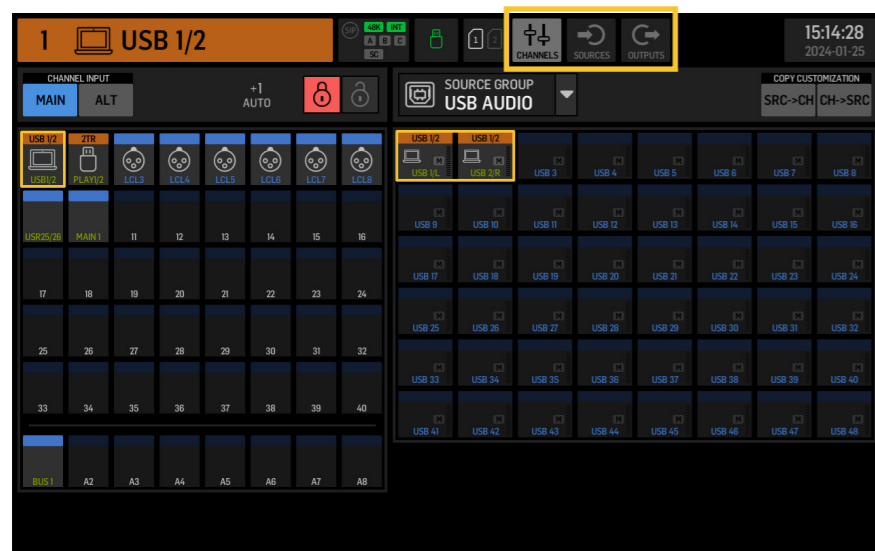 1 USB 1/2
SIP 48K INT
A B C
SC
1 2
CHANNELS SOURCES OUTPUTS
15:14:28
2024-01-25
CHANNEL INPUT
MAIN ALT
+1
AUTO
SOURCE GROUP
USB AUDIO
COPY CUSTOMIZATION
SRC->CH CH->SRC
USB 1/2 2TR
USB1/2 PLAY1/2 LCL3 LCL4 LCL5 LCL6 LCL7 LCL8
USR25/26 MAIN 1 11 12 13 14 15 16
17 18 19 20 21 22 23 24
25 26 27 28 29 30 31 32
33 34 35 36 37 38 39 40
BUS 1 A2 A3 A4 A5 A6 A7 A8
USB 1/2 USB 1/2
M M M M M M M M
USB 1/L USB 2/R USB 3 USB 4 USB 5 USB 6 USB 7 USB 8
M M M M M M M M
USB 9 USB 10 USB 11 USB 12 USB 13 USB 14 USB 15 USB 16
M M M M M M M M
USB 17 USB 18 USB 19 USB 20 USB 21 USB 22 USB 23 USB 24
M M M M M M M M
USB 25 USB 26 USB 27 USB 28 USB 29 USB 30 USB 31 USB 32
M M M M M M M M
USB 33 USB 34 USB 35 USB 36 USB 37 USB 38 USB 39 USB 40
M M M M M M M M
USB 41 USB 42 USB 43 USB 44 USB 45 USB 46 USB 47 USB 48